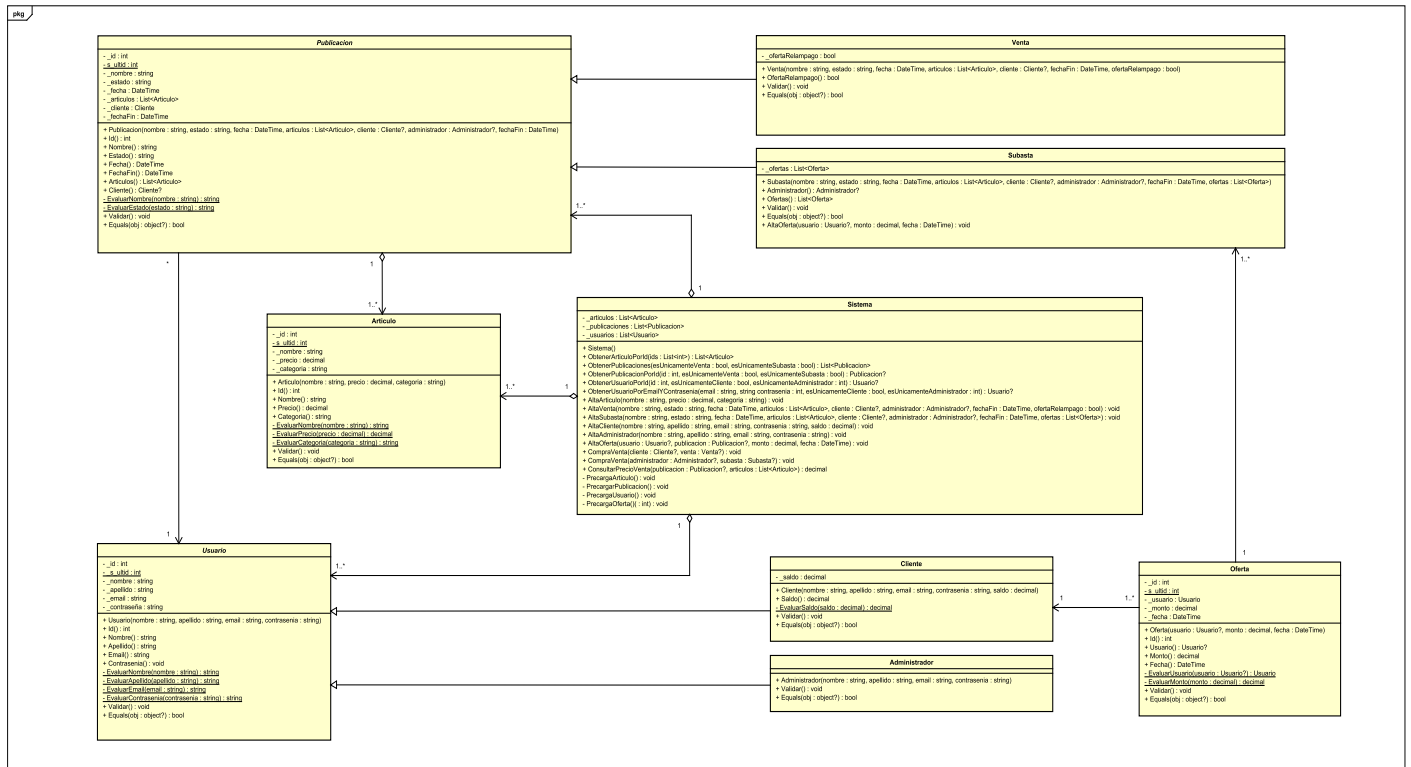 pkg
Publicacion
- _id : int
- s_ultid : int
- _nombre : string
- _estado : string
- _fecha : DateTime
- _articulos : List<Articulo>
- _cliente : Cliente
- _fechaFin : DateTime
+ Publicacion(nombre : string, estado : string, fecha : DateTime, articulos : List<Articulo>, cliente : Cliente?, administrador : Administrador?, fechaFin : DateTime)
+ Id() : int
+ Nombre() : string
+ Estado() : string
+ Fecha() : DateTime
+ FechaFin() : DateTime
+ Articulos() : List<Articulo>
+ Cliente() : Cliente?
- EvaluarNombre(nombre : string) : string
- EvaluarEstado(estado : string) : string
+ Validar() : void
+ Equals(obj : object?) : bool
Venta
- _ofertaRelampago : bool
+ Venta(nombre : string, estado : string, fecha : DateTime, articulos : List<Articulo>, cliente : Cliente?, fechaFin : DateTime, ofertaRelampago : bool)
+ OfertaRelampago() : bool
+ Validar() : void
+ Equals(obj : object?) : bool
Subasta
- _ofertas : List<Oferta>
+ Subasta(nombre : string, estado : string, fecha : DateTime, articulos : List<Articulo>, cliente : Cliente?, administrador : Administrador?, fechaFin : DateTime, ofertas : List<Oferta>)
+ Administrador() : Administrador?
+ Ofertas() : List<Oferta>
+ Validar() : void
+ Equals(obj : object?) : bool
+ AltaOferta(usuario : Usuario?, monto : decimal, fecha : DateTime) : void
1..*
*
1
1..*
1
1..*
Articulo
- _id : int
- s_ultid : int
- _nombre : string
- _precio : decimal
- _categoria : string
+ Articulo(nombre : string, precio : decimal, categoria : string)
+ Id() : int
+ Nombre() : string
+ Precio() : decimal
+ Categoria() : string
- EvaluarNombre(nombre : string) : string
- EvaluarPrecio(precio : decimal) : decimal
- EvaluarCategoria(categoria : string) : string
+ Validar() : void
+ Equals(obj : object?) : bool
1..*
1
Sistema
- _articulos : List<Articulo>
- _publicaciones : List<Publicacion>
- _usuarios : List<Usuario>
+ Sistema()
+ ObtenerArticuloPorId(ids : List<int>) : List<Articulo>
+ ObtenerPublicaciones(esUnicamenteVenta : bool, esUnicamenteSubasta : bool) : List<Publicacion>
+ ObtenerPublicacionPorId(id : int, esUnicamenteVenta : bool, esUnicamenteSubasta : bool) : Publicacion?
+ ObtenerUsuarioPorId(id : int, esUnicamenteCliente : bool, esUnicamenteAdministrador : int) : Usuario?
+ ObtenerUsuarioPorEmailYContrasenia(email : string, string contrasenia : int, esUnicamenteCliente : bool, esUnicamenteAdministrador : int) : Usuario?
+ AltaArticulo(nombre : string, precio : decimal, categoria : string) : void
+ AltaVenta(nombre : string, estado : string, fecha : DateTime, articulos : List<Articulo>, cliente : Cliente?, administrador : Administrador?, fechaFin : DateTime, ofertaRelampago : bool) : void
+ AltaSubasta(nombre : string, estado : string, fecha : DateTime, articulos : List<Articulo>, cliente : Cliente?, administrador : Administrador?, fechaFin : DateTime, ofertas : List<Oferta>) : void
+ AltaCliente(nombre : string, apellido : string, email : string, contrasenia : string, saldo : decimal) : void
+ AltaAdministrador(nombre : string, apellido : string, email : string, contrasenia : string) : void
+ AltaOferta(usuario : Usuario?, publicacion : Publicacion?, monto : decimal, fecha : DateTime) : void
+ CompraVenta(cliente : Cliente?, venta : Venta?) : void
+ CompraVenta(administrador : Administrador?, subasta : Subasta?) : void
+ ConsultarPrecioVenta(publicacion : Publicacion?, articulos : List<Articulo>) : decimal
- PrecargaArticulo() : void
- PrecargarPublicacion() : void
- PrecargaUsuario() : void
- PrecargaOferta()( : int) : void
1
1
1..*
1
Usuario
- _id : int
- _s_ultid : int
- _nombre : string
- _apellido : string
- _email : string
- _contraseña : string
+ Usuario(nombre : string, apellido : string, email : string, contrasenia : string)
+ Id() : int
+ Nombre() : string
+ Apellido() : string
+ Email() : string
+ Contrasenia() : void
- EvaluarNombre(nombre : string) : string
- EvaluarApellido(apellido : string) : string
- EvaluarEmail(email : string) : string
- EvaluarContrasenia(contrasenia : string) : string
+ Validar() : void
+ Equals(obj : object?) : bool
Cliente
- _saldo : decimal
+ Cliente(nombre : string, apellido : string, email : string, contrasenia : string, saldo : decimal)
+ Saldo() : decimal
- EvaluarSaldo(saldo : decimal) : decimal
+ Validar() : void
+ Equals(obj : object?) : bool
1
1..*
Administrador
+ Administrador(nombre : string, apellido : string, email : string, contrasenia : string)
+ Validar() : void
+ Equals(obj : object?) : bool
Oferta
- _id : int
- s_ultid : int
- _usuario : Usuario
- _monto : decimal
- _fecha : DateTime
+ Oferta(usuario : Usuario?, monto : decimal, fecha : DateTime)
+ Id() : int
+ Usuario() : Usuario?
+ Monto() : decimal
+ Fecha() : DateTime
- EvaluarUsuario(usuario : Usuario?) : Usuario
- EvaluarMonto(monto : decimal) : decimal
+ Validar() : void
+ Equals(obj : object?) : bool